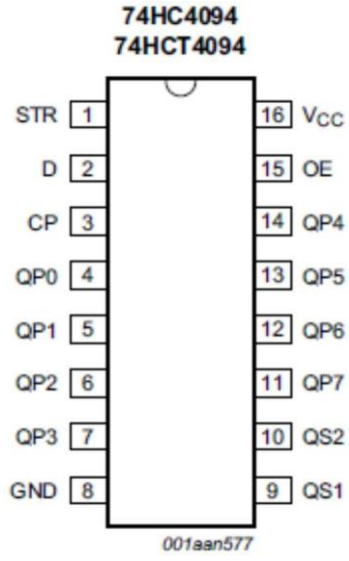 74HC4094
74HCT4094
STR 1 16 VCC
D 2 15 OE
CP 3 14 QP4
QP0 4 13 QP5
QP1 5 12 QP6
QP2 6 11 QP7
QP3 7 10 QS2
GND 8 9 QS1
001aan577